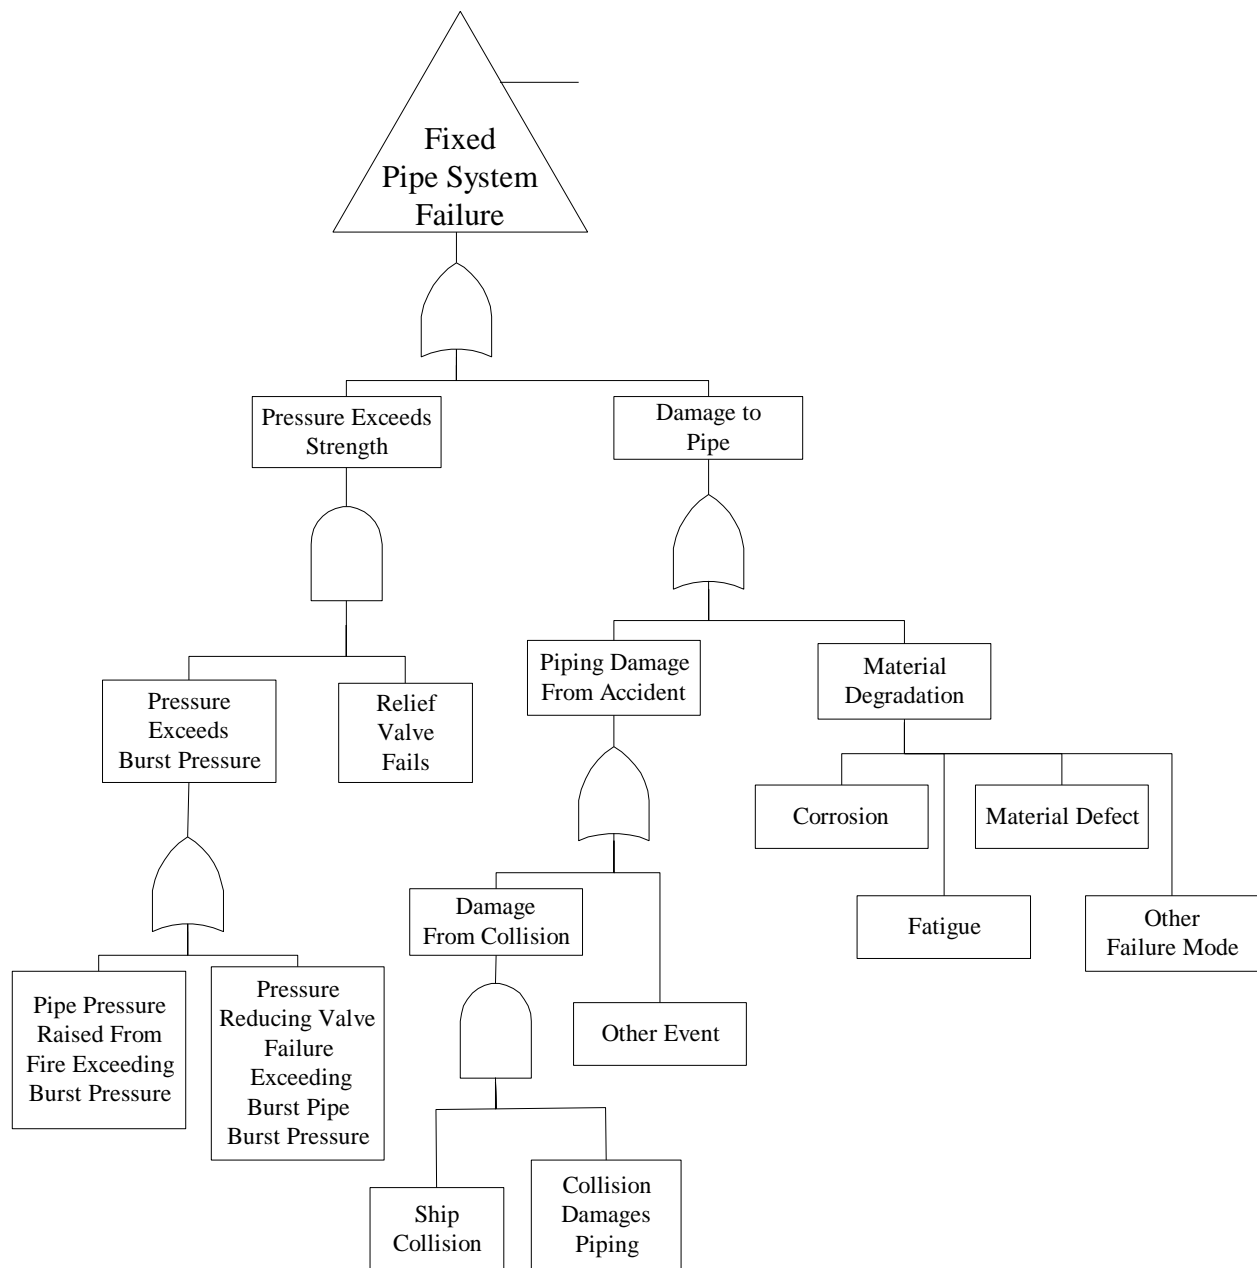 Fixed
Pipe System
Failure
Pressure Exceeds
Strength
Damage to
Pipe
Pressure
Exceeds
Burst Pressure
Relief
Valve
Fails
Piping Damage
From Accident
Material
Degradation
Corrosion
Material Defect
Fatigue
Other
Failure Mode
Damage
From Collision
Other Event
Pipe Pressure
Raised From
Fire Exceeding
Burst Pressure
Pressure
Reducing Valve
Failure
Exceeding
Burst Pipe
Burst Pressure
Ship
Collision
Collision
Damages
Piping